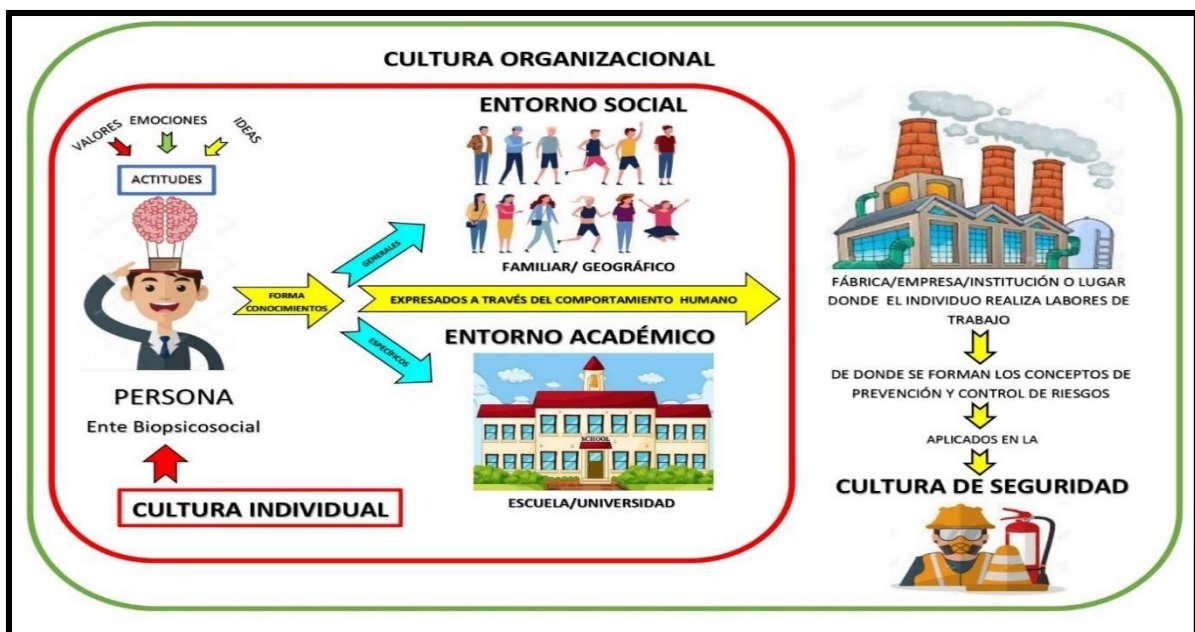 CULTURA ORGANIZACIONAL
VALORES
EMOCIONES
IDEAS
ACTITUDES
PERSONA
Ente Biopsicosocial
CULTURA INDIVIDUAL
FORMA
CONOCIMIENTOS
GENERALES
ESPECÍFICOS
ENTORNO SOCIAL
FAMILIAR/ GEOGRÁFICO
EXPRESADOS A TRAVÉS DEL COMPORTAMIENTO HUMANO
ENTORNO ACADÉMICO
SCHOOL
ESCUELA/UNIVERSIDAD
FÁBRICA/EMPRESA/INSTITUCIÓN O LUGAR
DONDE EL INDIVIDUO REALIZA LABORES DE
TRABAJO
DE DONDE SE FORMAN LOS CONCEPTOS DE
PREVENCIÓN Y CONTROL DE RIESGOS
APLICADOS EN LA
CULTURA DE SEGURIDAD